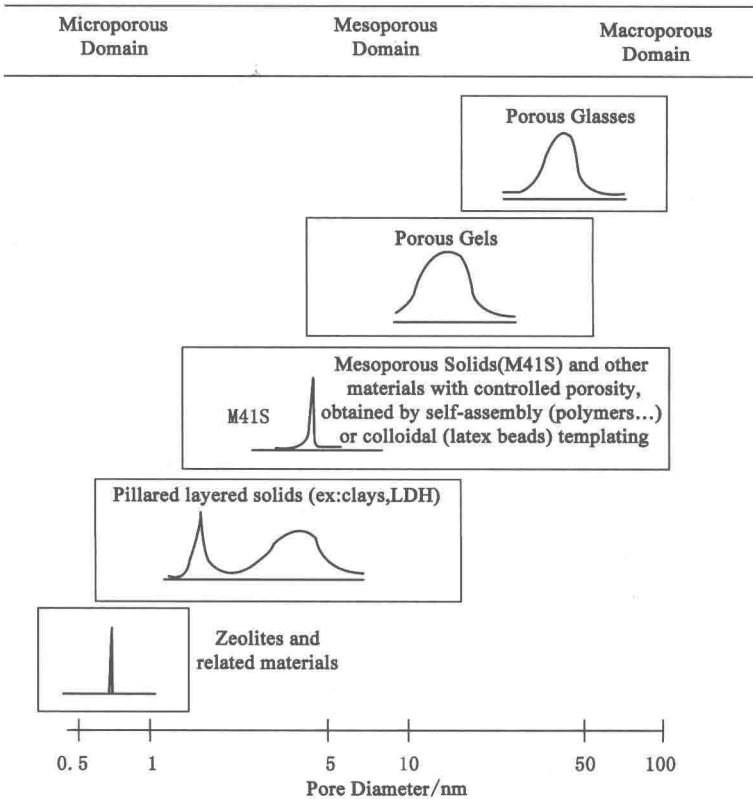 Microporous
Domain
Mesoporous
Domain
Macroporous
Domain
Porous Glasses
Porous Gels
Mesoporous Solids(M41S) and other
materials with controlled porosity,
obtained by self-assembly (polymers...)
or colloidal (latex beads) templating
M41S
Pillared layered solids (ex:clays,LDH)
Zeolites and
related materials
0.5 1 5 10 50 100
Pore Diameter/nm